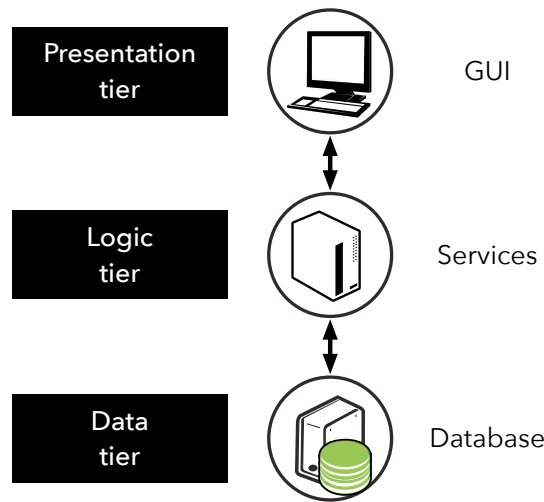 Presentation
tier
GUI
Logic
tier
Services
Data
tier
Database